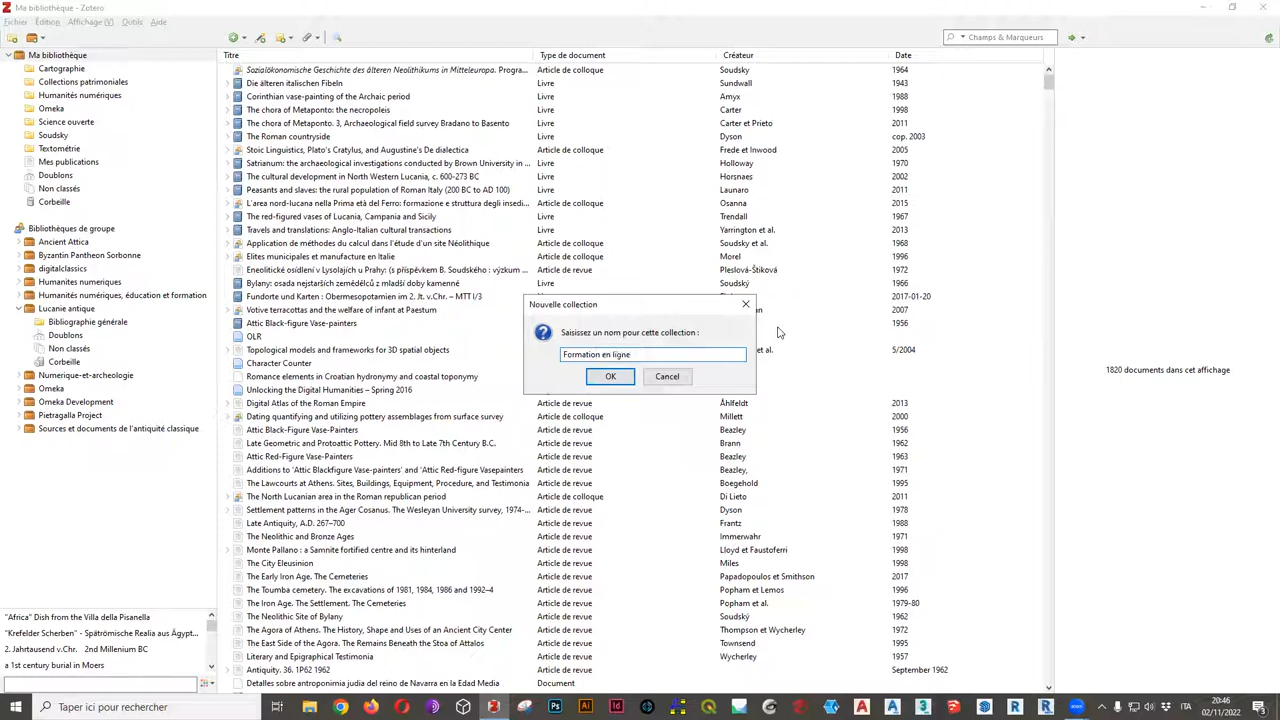 Ma bibliothèque - Zotero
Fichier Édition Affichage (V) Outils Aide
Champs & Marqueurs
Ma bibliothèque
Cartographie
Collections patrimoniales
Humanités numériques
Omeka
Science ouverte
Soudsky
Textométrie
Mes publications
Doublons
Non classés
Corbeille
Bibliothèques de groupe
Ancient Attica
Byzantin Pantheon Sorbonne
digitalclassics
Humanites numeriques
Humanités numériques, éducation et formation
Lucanie antique
Bibliographie générale
Doublons
Non classés
Corbeille
Numerique-et-archeologie
Omeka
Omeka Development
Pietragalla Project
Sources et documents de l'antiquité classique
"Africa" Dish from the Villa della Pisanella
"Krefelder Scherben" - Spätrömische Realia aus Ägypt...
2. Jahrtausend v.Chr. 2nd Millenium BC
a 1st century burial in Moers
Titre Type de document Créateur Date
Sozialökonomische Geschichte des älteren Neolithikums in Mitteleuropa. Progra... Article de colloque Soudsky 1964
Die älteren italischen Fibeln Livre Sundwall 1943
Corinthian vase-painting of the Archaic period Livre Amyx 1988
The chora of Metaponto: the necropoleis Livre Carter 1998
The chora of Metaponto. 3, Archaeological field survey Bradano to Basento Livre Carter et Prieto 2011
The Roman countryside Livre Dyson cop. 2003
Stoic Linguistics, Plato's Cratylus, and Augustine's De dialectica Article de colloque Frede et Inwood 2005
Satrianum: the archaeological investigations conducted by Brown University in ... Livre Holloway 1970
The cultural development in North Western Lucania, c. 600-273 BC Livre Horsnaes 2002
Peasants and slaves: the rural population of Roman Italy (200 BC to AD 100) Livre Launaro 2011
L'area nord-lucana nella Prima età del Ferro: formazione e struttura degli insedi... Article de colloque Osanna 2015
The red-figured vases of Lucania, Campania and Sicily Livre Trendall 1967
Travels and translations: Anglo-Italian cultural transactions Livre Yarrington et al. 2013
Application de méthodes du calcul dans l'étude d'un site Néolithique Article de colloque Soudsky et al. 1968
Elites municipales et manufacture en Italie Article de colloque Morel 1996
Eneolitické osídlení v Lysolajích u Prahy: (s příspěvkem B. Soudského : výzkum ... Article de revue Pleslová-Štiková 1972
Bylany: osada nejstarších zemědělců z mladší doby kamenné Livre Soudský 1966
Fundorte und Karten : Obermesopotamien im 2. Jt. v.Chr. – MTT I/3 2017-01-20
Votive terracottas and the welfare of infant at Paestum 2007
Attic Black-figure Vase-paintings 1956
OLR
Topological models and frameworks for 3D spatial objects et al. 5/2004
Character Counter
Romance elements in Croatian hydronymy and coastal toponymy
Unlocking the Digital Humanities – Spring 2016
Digital Atlas of the Roman Empire Article de revue Åhlfeldt 2013
Dating quantifying and utilizing pottery assemblages from surface survey Article de colloque Millett 2000
Attic Black-Figure Vase-Paintings Article de revue Beazley 1956
Late Geometric and Protoattic Pottery. Mid 8th to Late 7th Century B.C. Article de revue Brann 1962
Attic Red-Figure Vase-Paintings Article de revue Beazley 1963
Additions to 'Attic Blackfigure Vase-painters' and 'Attic Red-figure Vasepainters Article de revue Beazley, 1971
The Lawcourts at Athens. Sites, Buildings, Equipment, Procedure, and Testimonia Article de revue Boegehold 1995
The North Lucanian area in the Roman republican period Article de colloque Di Lieto 2011
Settlement patterns in the Ager Cosanus. The Wesleyan University survey, 1974-... Article de revue Dyson 1978
Late Antiquity, A.D. 267–700 Article de revue Frantz 1988
The Neolithic and Bronze Ages Article de revue Immerwahr 1971
Monte Pallano : a Samnite fortified centre and its hinterland Article de revue Lloyd et Faustoferri 1998
The City Eleusinion Article de revue Miles 1998
The Early Iron Age. The Cemeteries Article de revue Papadopoulos et Smithson 2017
The Toumba cemetery. The excavations of 1981, 1984, 1986 and 1992–4 Article de revue Popham et Lemos 1996
The Iron Age. The Settlement. The Cemeteries Article de revue Popham et al. 1979-80
The Neolithic Site of Bylany Article de revue Soudský 1962
The Agora of Athens. The History, Shape and Uses of an Ancient City Center Article de revue Thompson et Wycherley 1972
The East Side of the Agora. The Remains Beneath the Stoa of Attalos Article de revue Townsend 1995
Literary and Epigraphical Testimonia Article de revue Wycherley 1957
Antiquity. 36. 1P62 1962 Article de revue September 1962
Detalles sobre antroponimia judia del reino de Navarra en la Edad Media Document
Nouvelle collection
Saisissez un nom pour cette collection :
Formation en ligne
OK Cancel
1820 documents dans cet affichage
Taper ici pour rechercher
ITA
20:46
02/11/2022